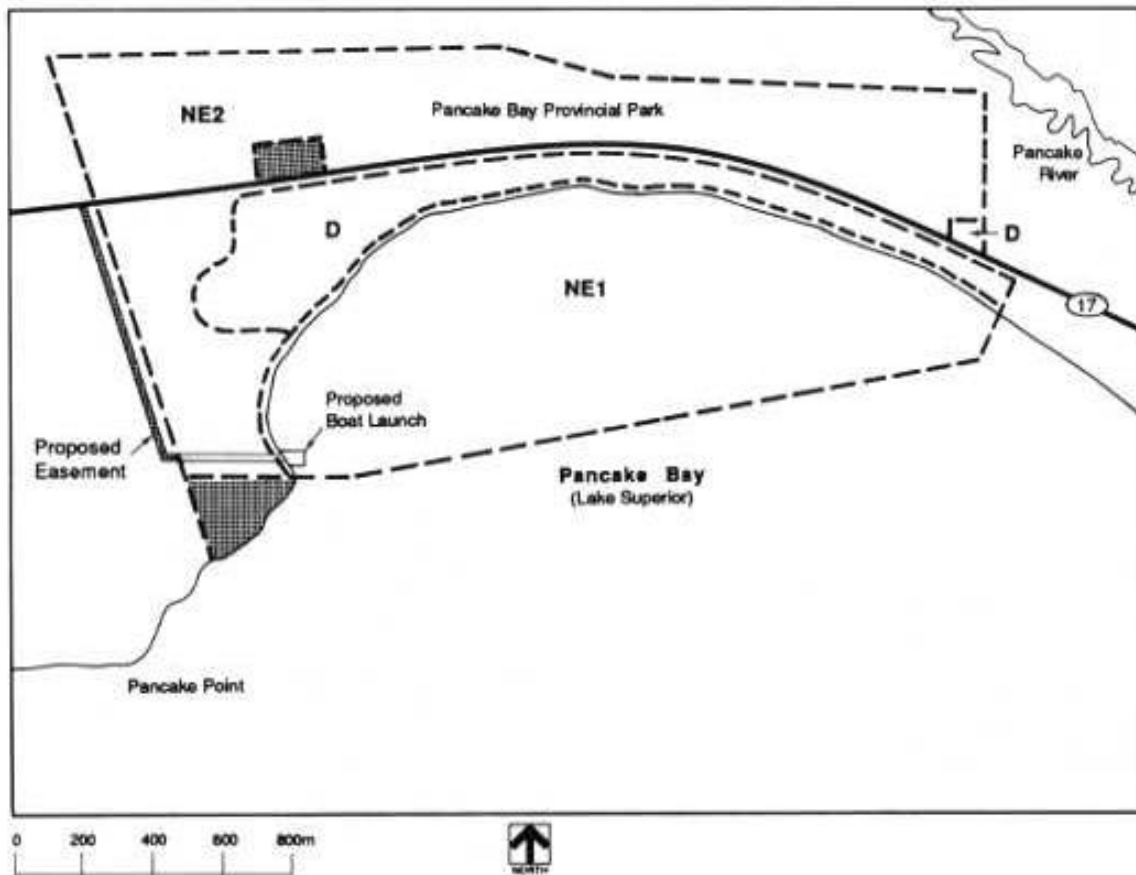 NE2
Pancake Bay Provincial Park
Pancake
River
D
D
NE1
17
Proposed
Boat Launch
Proposed
Easement
Pancake Bay
(Lake Superior)
Pancake Point
0 200 400 600 800m
NORTH